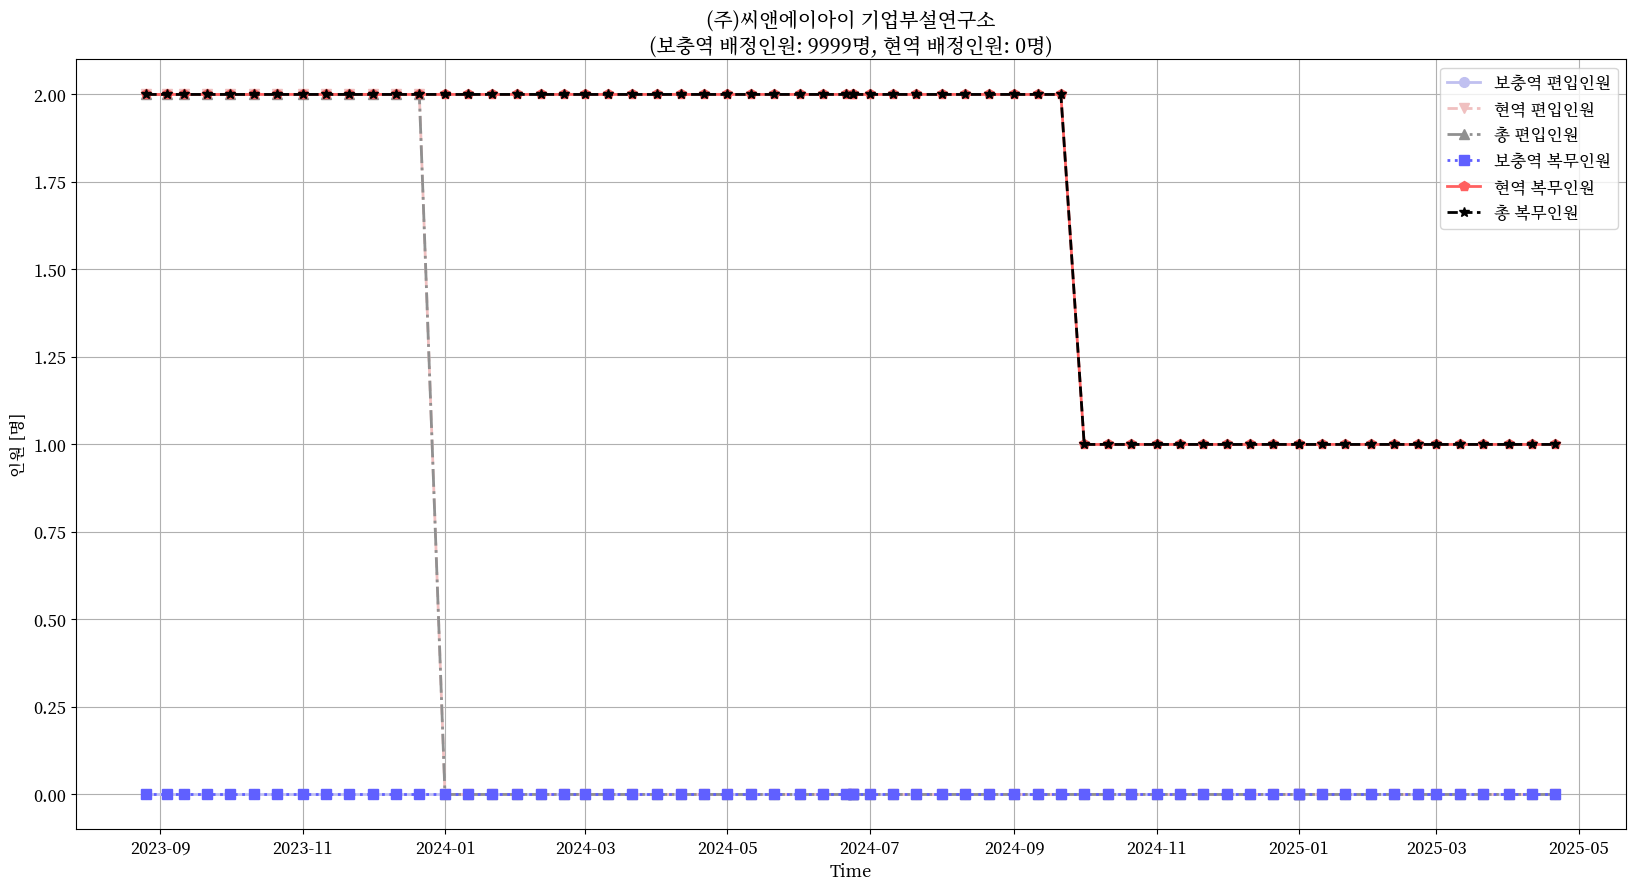 (주)씨앤에이아이 기업부설연구소
(보충역 배정인원: 9999명, 현역 배정인원: 0명)
보충역 편입인원
현역 편입인원
총 편입인원
보충역 복무인원
현역 복무인원
총 복무인원
2.00
1.75
1.50
1.25
1.00
0.75
0.50
0.25
0.00
인원 [명]
2023-09 2023-11 2024-01 2024-03 2024-05 2024-07 2024-09 2024-11 2025-01 2025-03 2025-05
Time